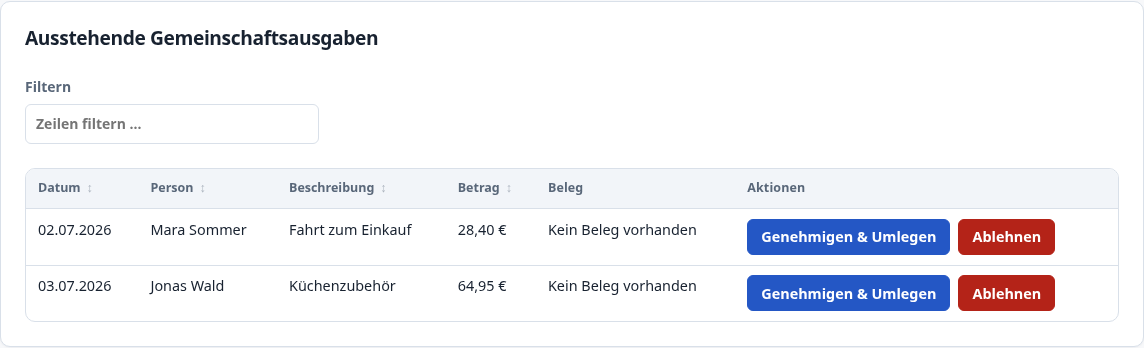 Ausstehende Gemeinschaftsausgaben
Filtern
Zeilen filtern ...
Datum ↕ Person ↕ Beschreibung ↕ Betrag ↕ Beleg Aktionen
02.07.2026 Mara Sommer Fahrt zum Einkauf 28,40 € Kein Beleg vorhanden Genehmigen & Umlegen Ablehnen
03.07.2026 Jonas Wald Küchenzubehör 64,95 € Kein Beleg vorhanden Genehmigen & Umlegen Ablehnen